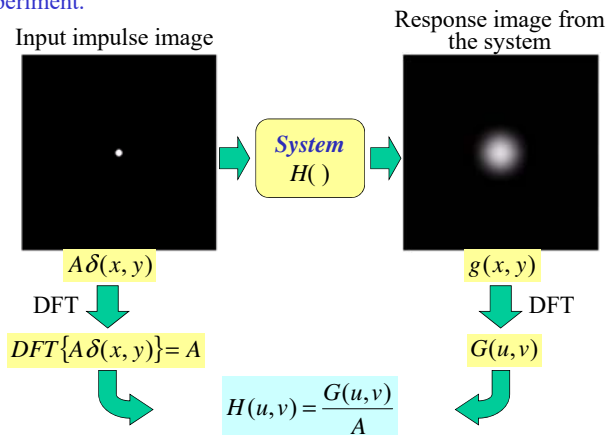 Input impulse image
Response image from
the system
System
H( )
Aδ(x, y)
g(x, y)
DFT
DFT
DFT{Aδ(x, y)}= A
G(u,v)
H(u,v) = G(u,v) / A